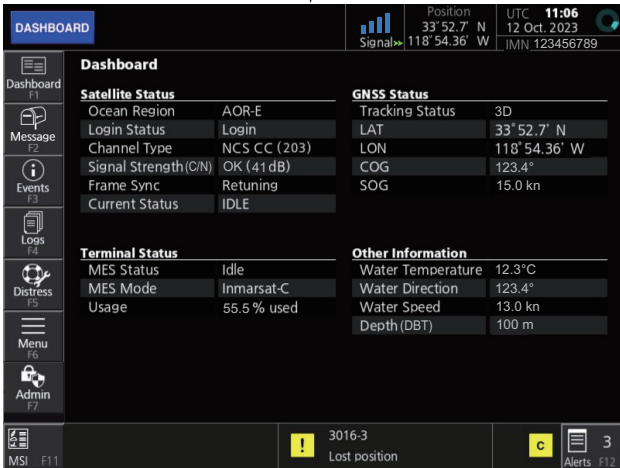 DASHBOARD
Signal
Position
33°52.7' N
118°54.36' W
UTC 11:06
12 Oct. 2023
IMN 123456789
Dashboard
F1
Message
F2
Events
F3
Logs
F4
Distress
F5
Menu
F6
Admin
F7
Dashboard
Satellite Status
Ocean Region AOR-E
Login Status Login
Channel Type NCS CC (203)
Signal Strength(C/N) OK (41dB)
Frame Sync Retuning
Current Status IDLE
GNSS Status
Tracking Status 3D
LAT 33°52.7' N
LON 118°54.36' W
COG 123.4°
SOG 15.0 kn
Terminal Status
MES Status Idle
MES Mode Inmarsat-C
Usage 55.5 % used
Other Information
Water Temperature 12.3°C
Water Direction 123.4°
Water Speed 13.0 kn
Depth (DBT) 100 m
MSI F11
!
3016-3
Lost position
C
3
Alerts F12